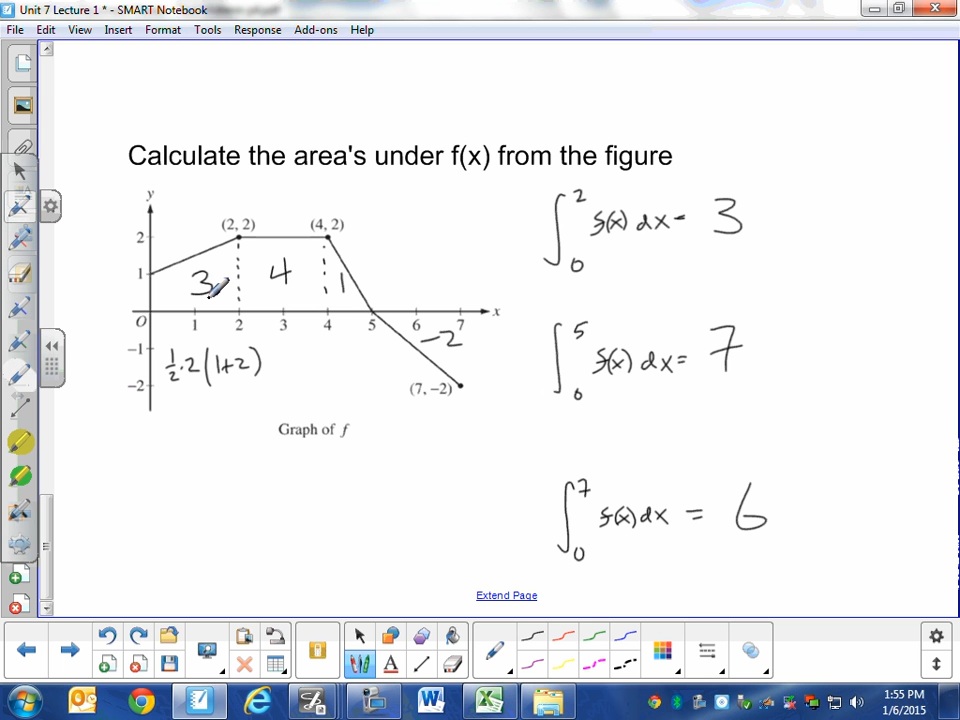 Unit 7 Lecture 1 * - SMART Notebook
File Edit View Insert Format Tools Response Add-ons Help
Calculate the area's under f(x) from the figure
y
(2, 2) (4, 2)
2
1
3 4 1
O 1 2 3 4 5 6 7 x
−1
−2
½·2(1+2)
-2
(7, −2)
Graph of f
∫₀² f(x) dx = 3
∫₀⁵ f(x) dx = 7
∫₀⁷ f(x) dx = 6
Extend Page
1:55 PM
1/6/2015